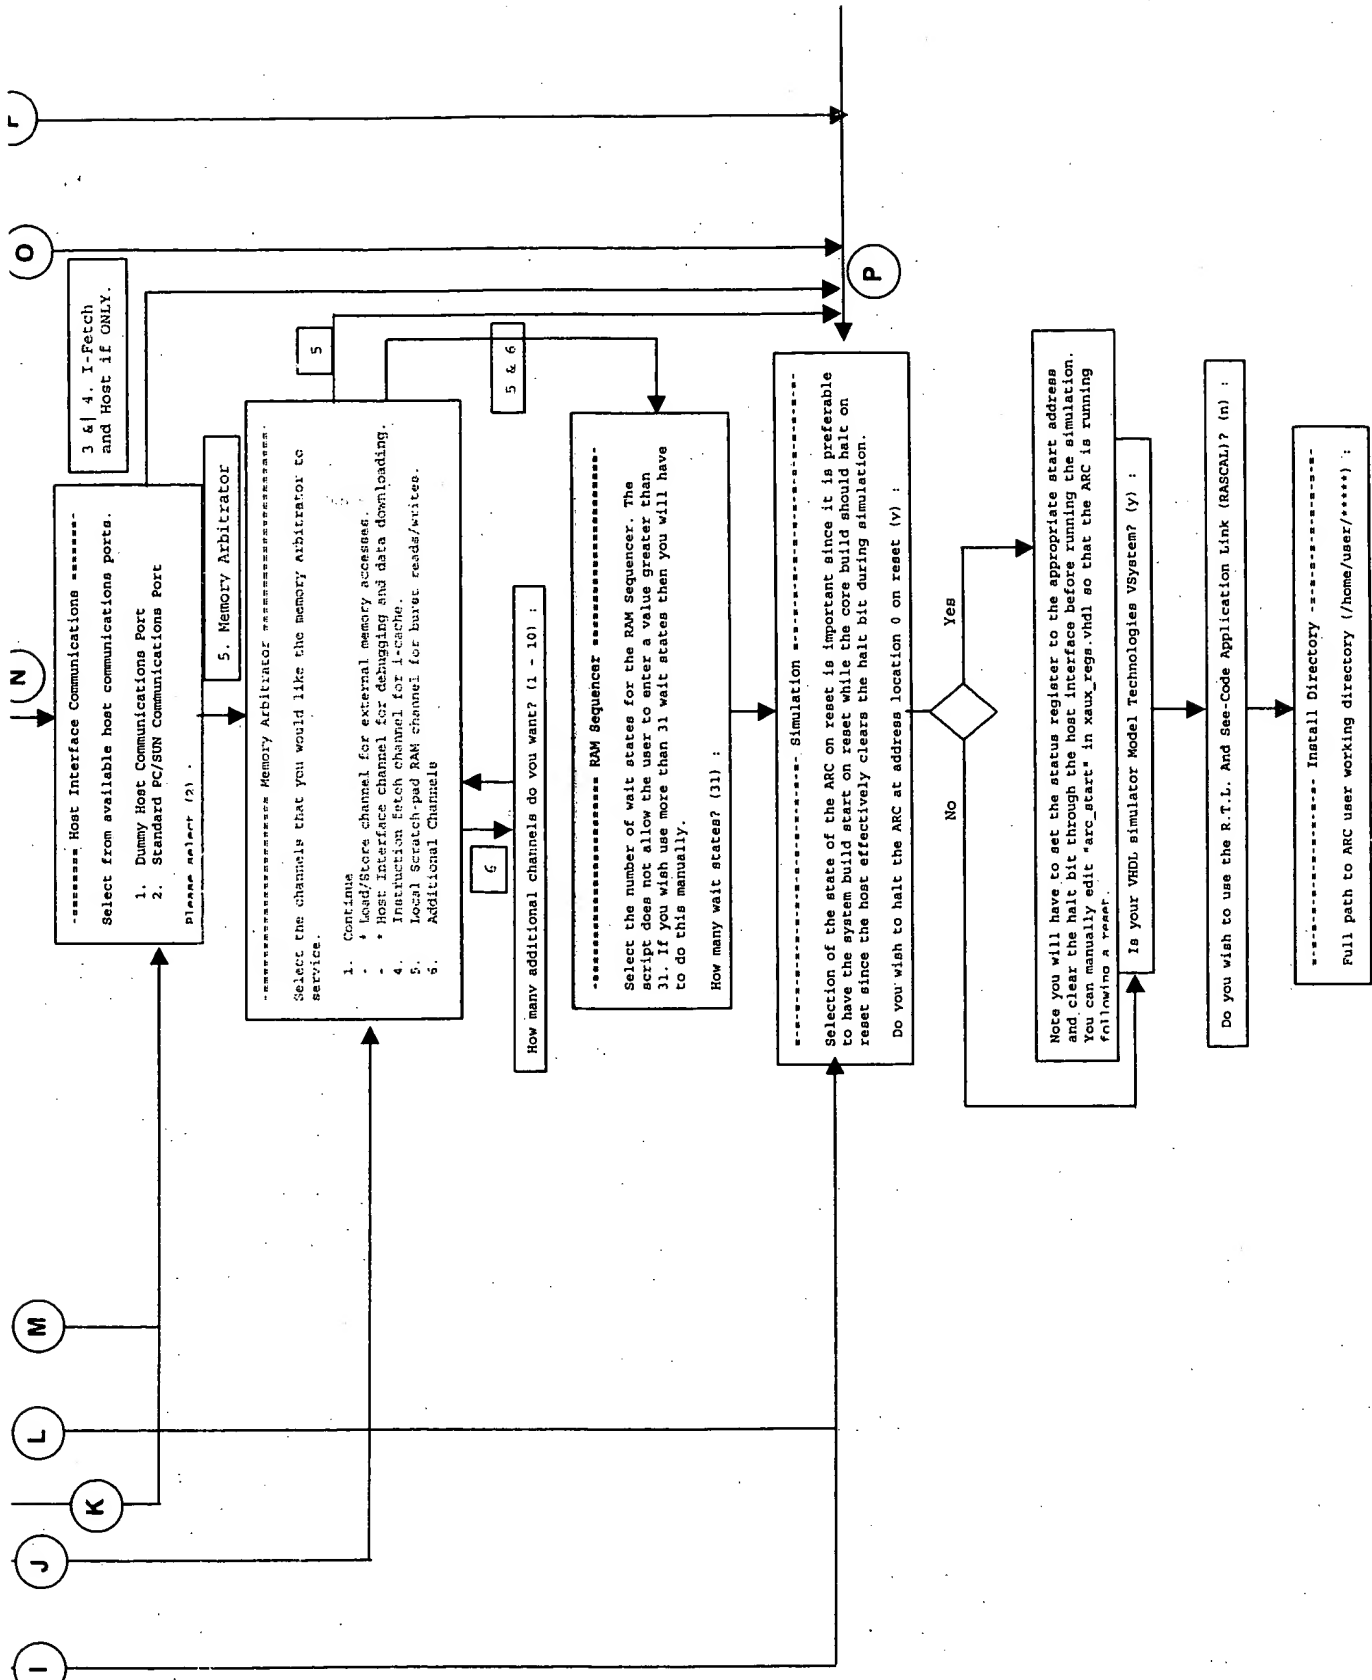 I
J
K
L
M
(N
O
-======= Host Interface Communications ======-
Select from available host communications ports.
1. Dummy Host Communications Port
2. Standard PC/SUN Communications Port
Please select (2) .
3 &| 4. I-Fetch
and Host if ONLY.
5. Memory Arbitrator
Memory Arbitrator
Select the channels that you would like the memory arbitrator to
service.
1. Continue
- * Load/Store channel for external memory accesses.
- * Host Interface channel for debugging and data downloading.
4. Instruction fetch channel for i-cache.
5. Local Scratch-pad RAM channel for burst reads/writes.
6. Additional Channels
5
5 & 6
6
How many additional channels do you want? (1 - 10) :
RAM Sequencer
Select the number of wait states for the RAM Sequencer. The
script does not allow the user to enter a value greater than
31. If you wish use more than 31 wait states then you will have
to do this manually.
How many wait states? (31) :
P
Simulation
Selection of the state of the ARC on reset is important since it is preferable
to have the system build start on reset while the core build should halt on
reset since the host effectively clears the halt bit during simulation.
Do you wish to halt the ARC at address location 0 on reset (y) :
No
Yes
Note you will have to set the status register to the appropriate start address
and clear the halt bit through the host interface before running the simulation.
You can manually edit "arc_start" in xaux_regs.vhdl so that the ARC is running
following a reset.
Is your VHDL simulator Model Technologies VSystem? (y) :
Do you wish to use the R.T.L. And See-Code Application Link (RASCAL)? (n) :
Install Directory
Full path to ARC user working directory (/home/user/****) :